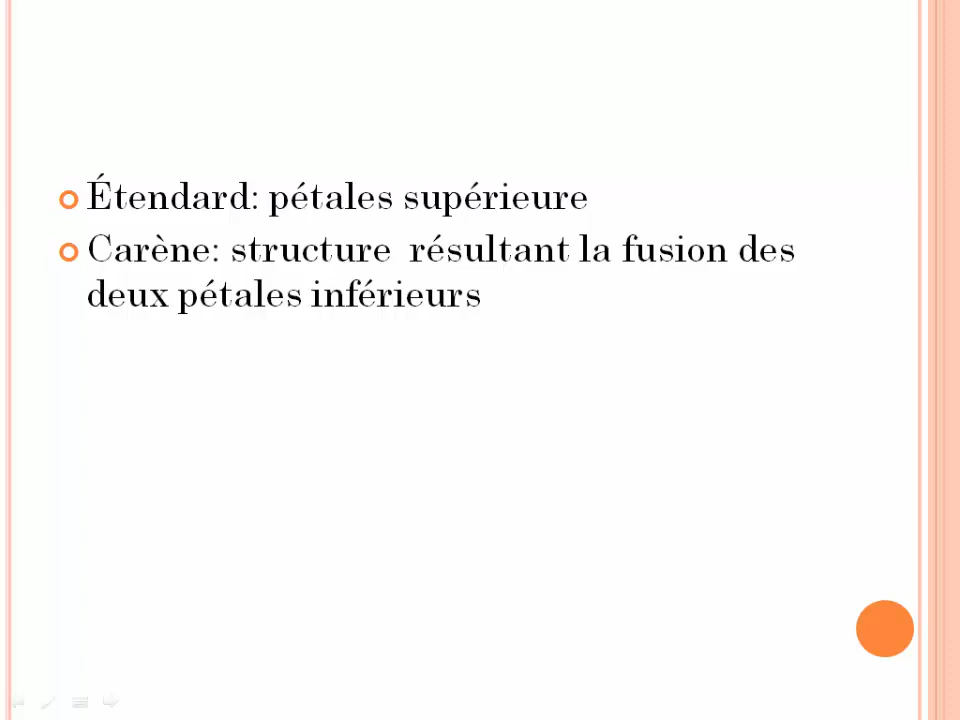 Étendard: pétales supérieure
Carène: structure résultant la fusion des
deux pétales inférieurs